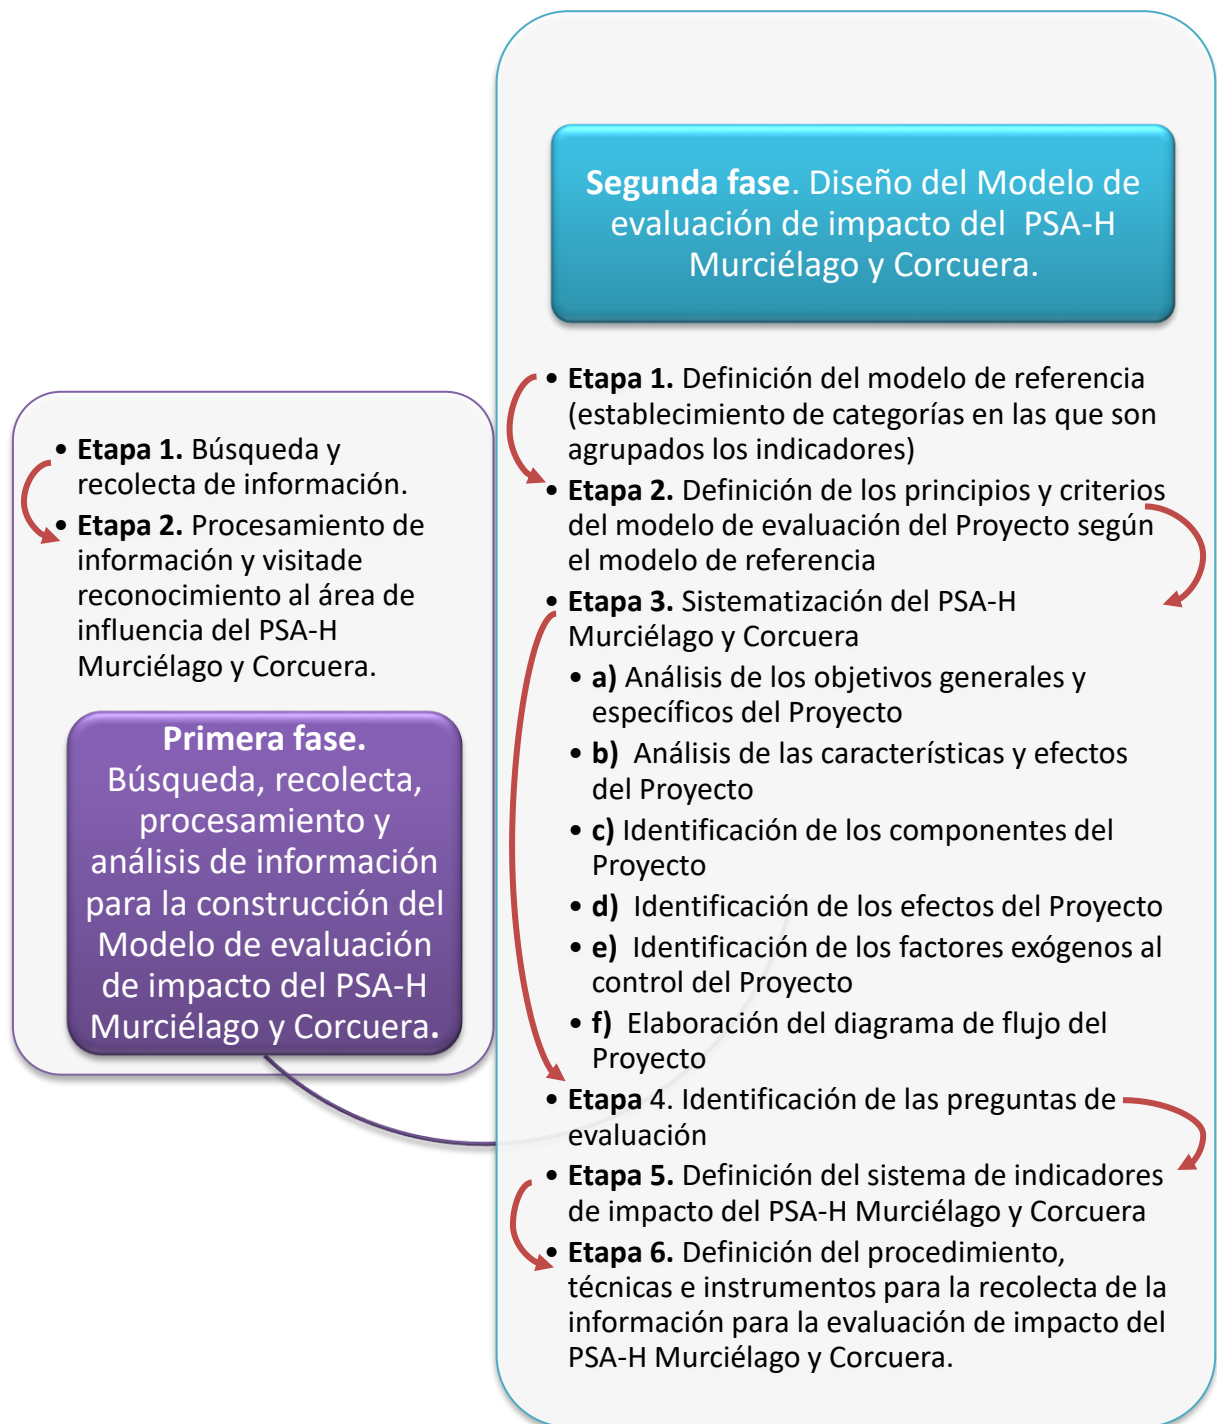 • Etapa 1. Búsqueda y
recolecta de información.
• Etapa 2. Procesamiento de
información y visitade
reconocimiento al área de
influencia del PSA-H
Murciélago y Corcuera.
Primera fase.
Búsqueda, recolecta,
procesamiento y
análisis de información
para la construcción del
Modelo de evaluación
de impacto del PSA-H
Murciélago y Corcuera.
Segunda fase. Diseño del Modelo de
evaluación de impacto del PSA-H
Murciélago y Corcuera.
• Etapa 1. Definición del modelo de referencia
(establecimiento de categorías en las que son
agrupados los indicadores)
• Etapa 2. Definición de los principios y criterios
del modelo de evaluación del Proyecto según
el modelo de referencia
• Etapa 3. Sistematización del PSA-H
Murciélago y Corcuera
• a) Análisis de los objetivos generales y
específicos del Proyecto
• b) Análisis de las características y efectos
del Proyecto
• c) Identificación de los componentes del
Proyecto
• d) Identificación de los efectos del Proyecto
• e) Identificación de los factores exógenos al
control del Proyecto
• f) Elaboración del diagrama de flujo del
Proyecto
• Etapa 4. Identificación de las preguntas de
evaluación
• Etapa 5. Definición del sistema de indicadores
de impacto del PSA-H Murciélago y Corcuera
• Etapa 6. Definición del procedimiento,
técnicas e instrumentos para la recolecta de la
información para la evaluación de impacto del
PSA-H Murciélago y Corcuera.